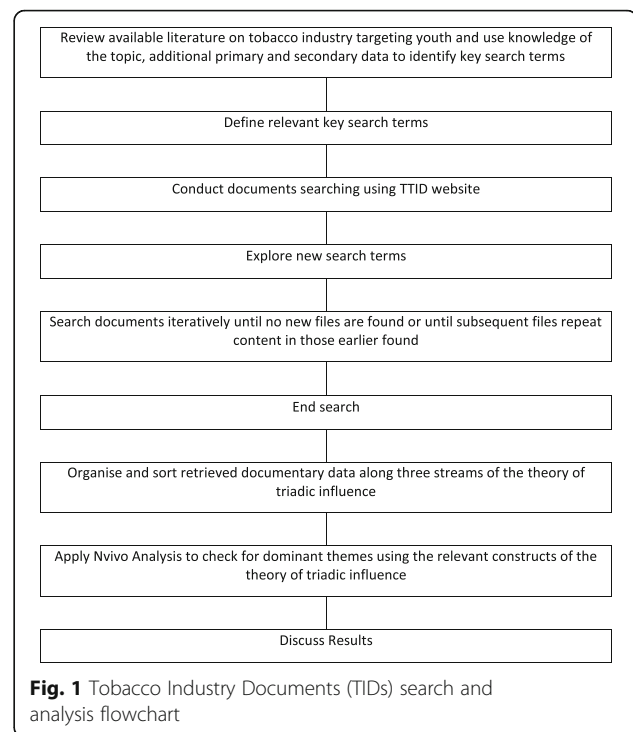 Review available literature on tobacco industry targeting youth and use knowledge of
the topic, additional primary and secondary data to identify key search terms
Define relevant key search terms
Conduct documents searching using TTID website
Explore new search terms
Search documents iteratively until no new files are found or until subsequent files repeat
content in those earlier found
End search
Organise and sort retrieved documentary data along three streams of the theory of
triadic influence
Apply Nvivo Analysis to check for dominant themes using the relevant constructs of the
theory of triadic influence
Discuss Results
Fig. 1 Tobacco Industry Documents (TIDs) search and
analysis flowchart